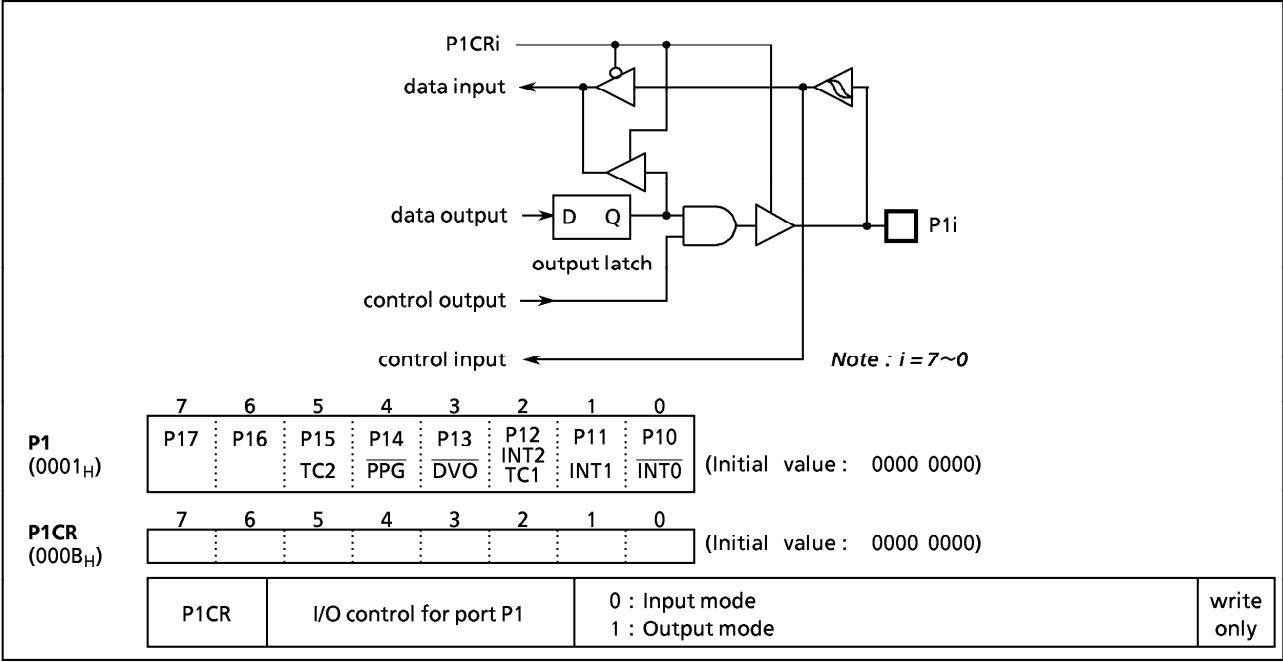 P1CRi
data input
data output
D Q
P1i
output latch
control output
control input
Note : i = 7~0
7 6 5 4 3 2 1 0
P1
(0001H)
P17 P16 P15 P14 P13 P12 P11 P10
INT2
TC2 PPG DVO TC1 INT1 INT0
(Initial value : 0000 0000)
7 6 5 4 3 2 1 0
P1CR
(000BH)
(Initial value : 0000 0000)
P1CR I/O control for port P1
0 : Input mode
1 : Output mode
write
only